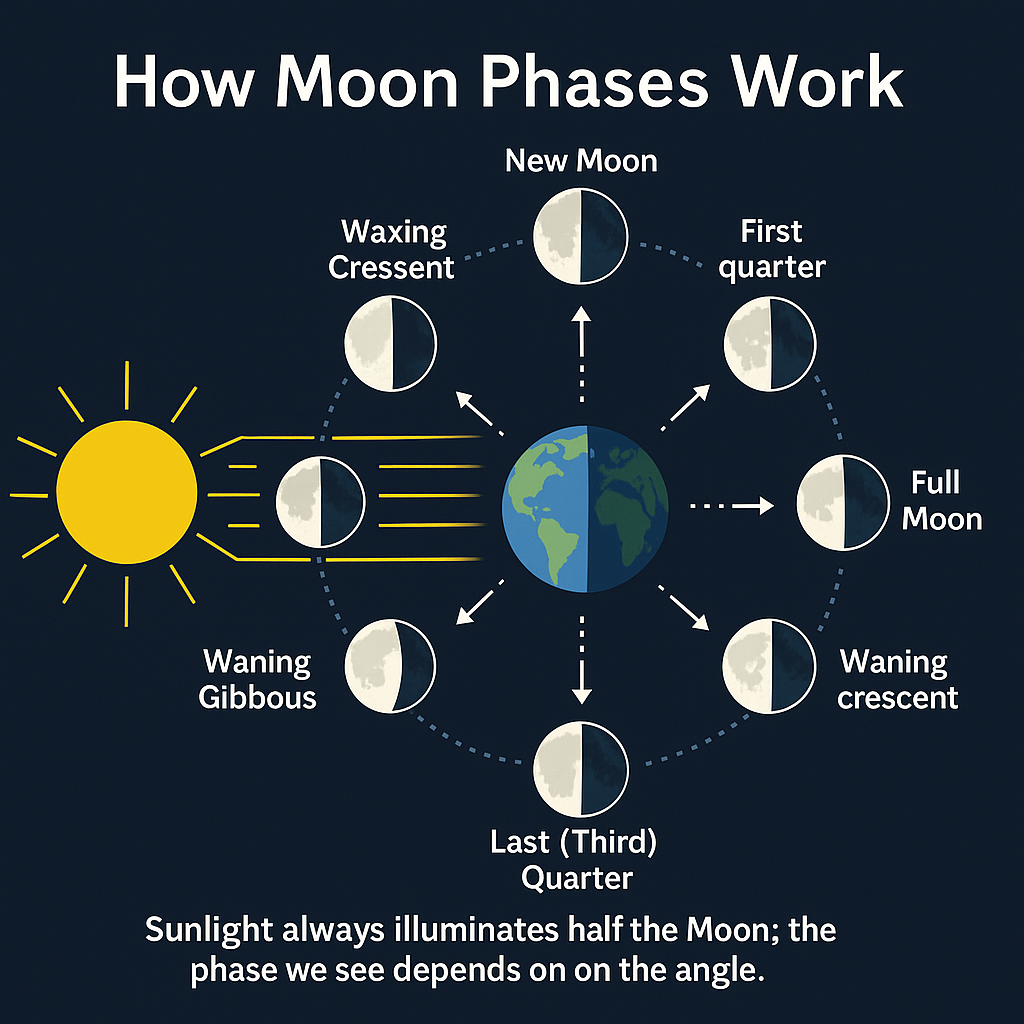 How Moon Phases Work
New Moon
Waxing
Cressent
First
quarter
Full
Moon
Waning
Gibbous
Waning
crescent
Last (Third)
Quarter
Sunlight always illuminates half the Moon; the
phase we see depends on on the angle.